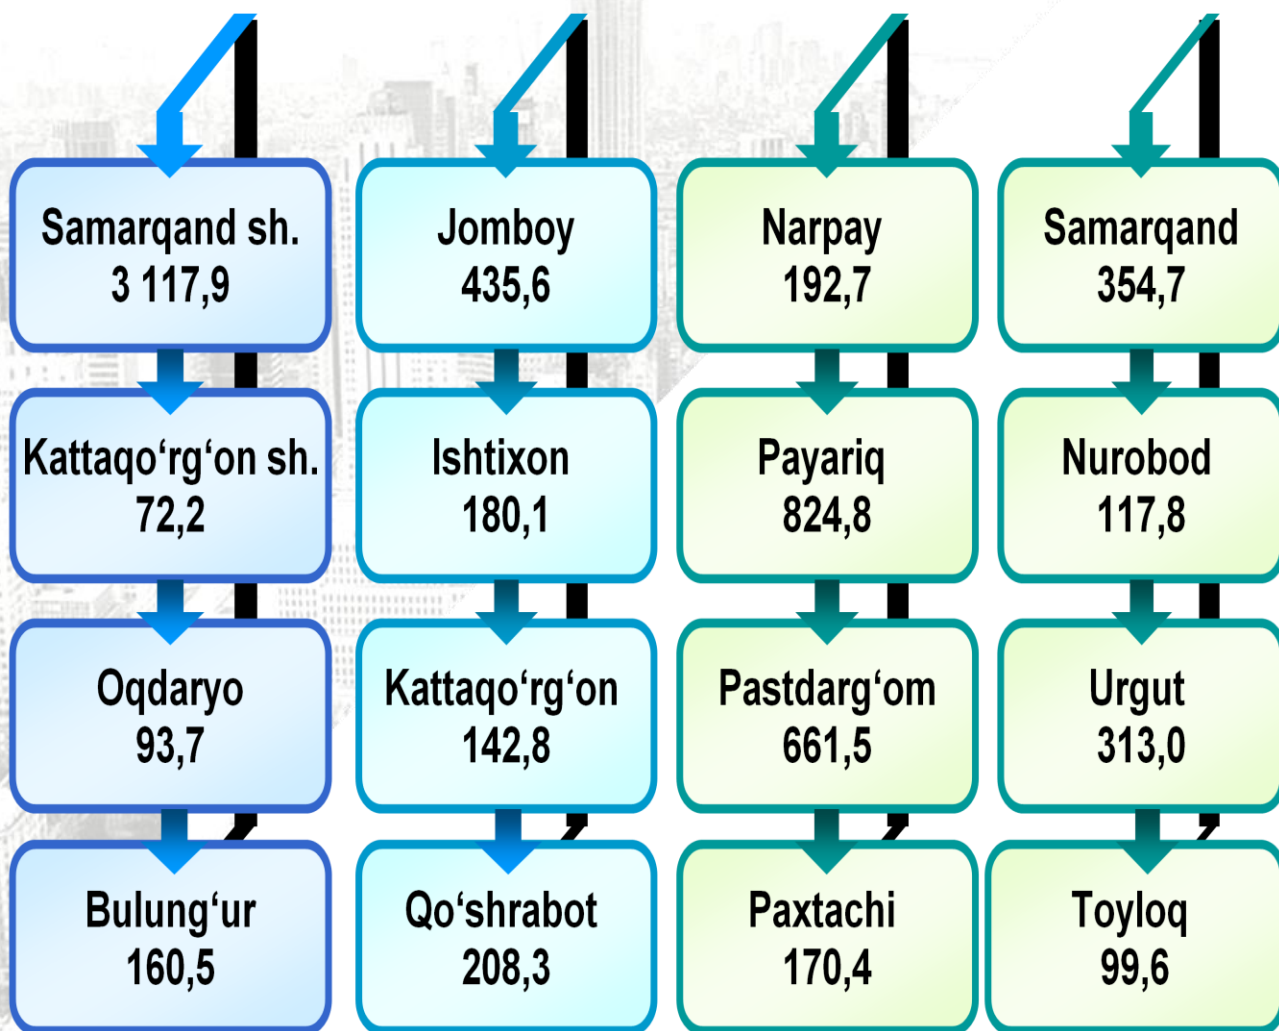 Samarqand sh.
3 117,9
Kattaqo‘rg‘on sh.
72,2
Oqdaryo
93,7
Bulung‘ur
160,5
Jomboy
435,6
Ishtixon
180,1
Kattaqo‘rg‘on
142,8
Qo‘shrabot
208,3
Narpay
192,7
Payariq
824,8
Pastdarg‘om
661,5
Paxtachi
170,4
Samarqand
354,7
Nurobod
117,8
Urgut
313,0
Toyloq
99,6